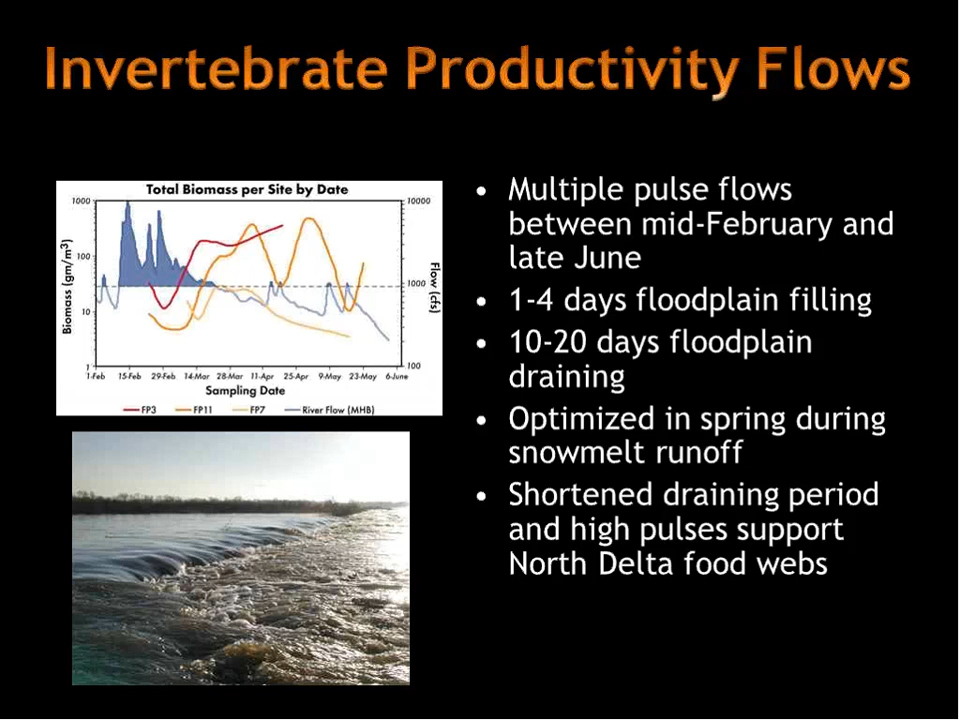 Invertebrate Productivity Flows
Total Biomass per Site by Date
1000
100
10
1
Biomass (gm/m³)
10000
1000
100
Flow (cfs)
1-Feb 15-Feb 29-Feb 14-Mar 28-Mar 11-Apr 25-Apr 9-May 23-May 6-June
Sampling Date
FP3 FP11 FP7 River Flow (MHB)
• Multiple pulse flows
between mid-February and
late June
• 1-4 days floodplain filling
• 10-20 days floodplain
draining
• Optimized in spring during
snowmelt runoff
• Shortened draining period
and high pulses support
North Delta food webs